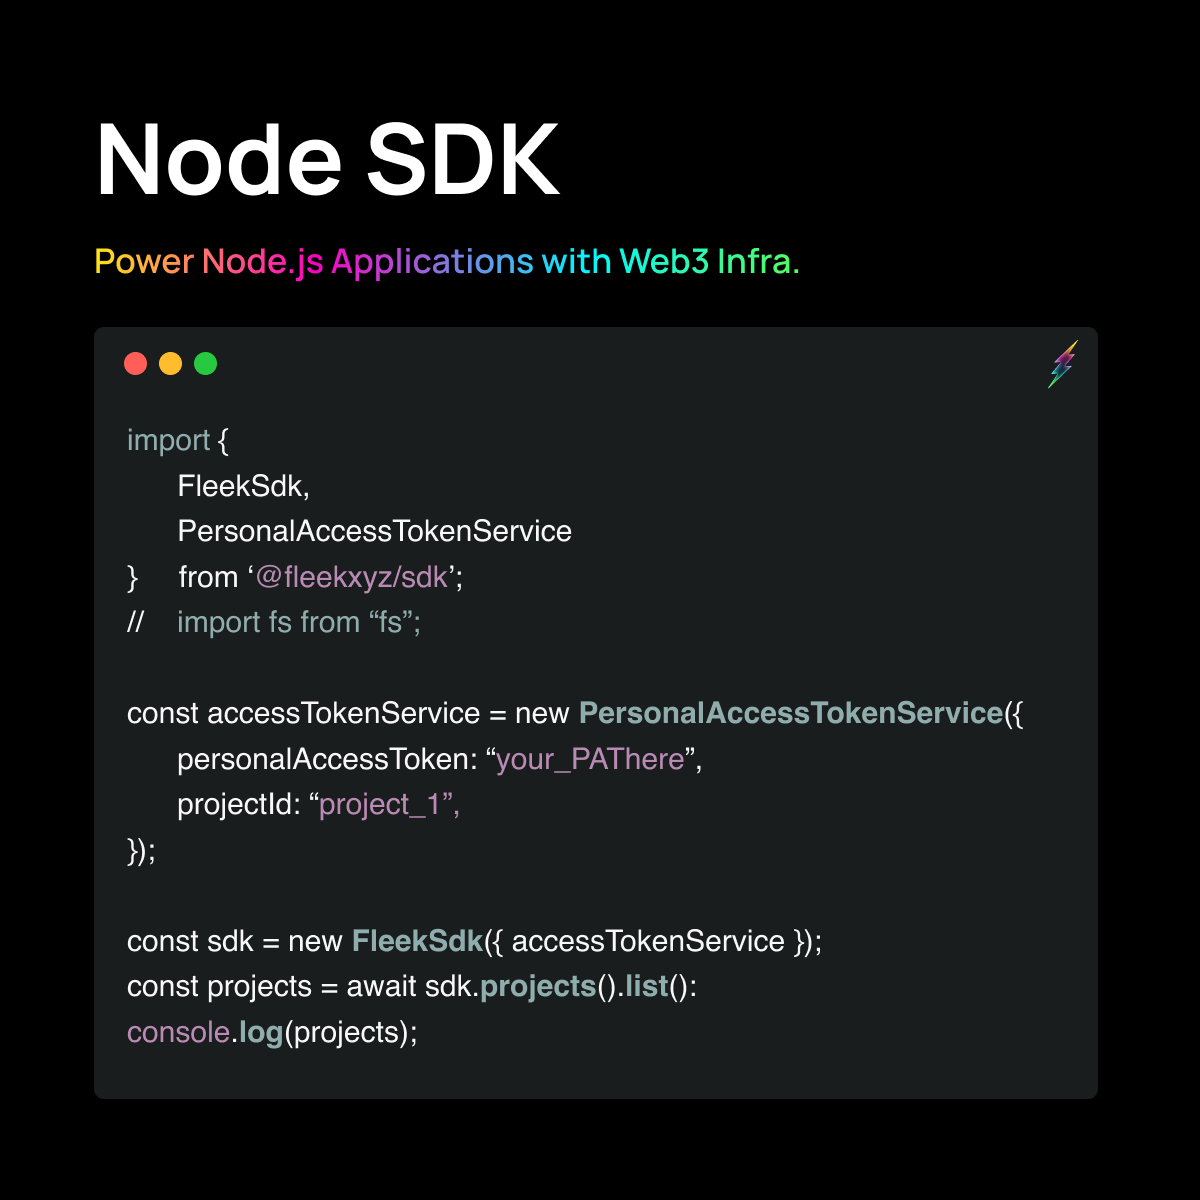 Node SDK
Power Node.js Applications with Web3 Infra.
import {
FleekSdk,
PersonalAccessTokenService
} from ‘@fleekxyz/sdk’;
// import fs from “fs”;
const accessTokenService = new PersonalAccessTokenService({
personalAccessToken: “your_PAThere”,
projectId: “project_1”,
});
const sdk = new FleekSdk({ accessTokenService });
const projects = await sdk.projects().list():
console.log(projects);